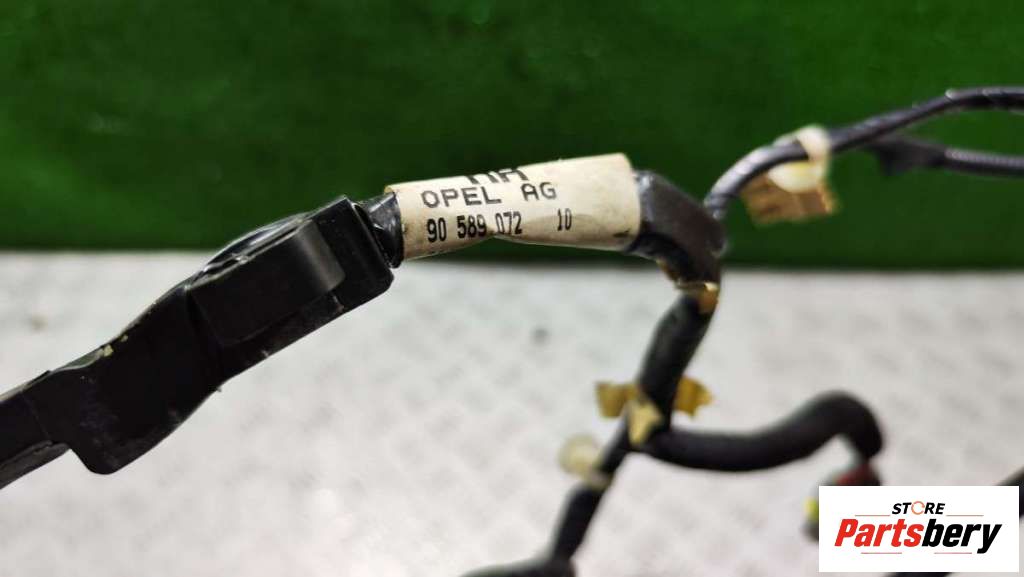 OPEL AG
90 589 072 10
STORE
Partsbery